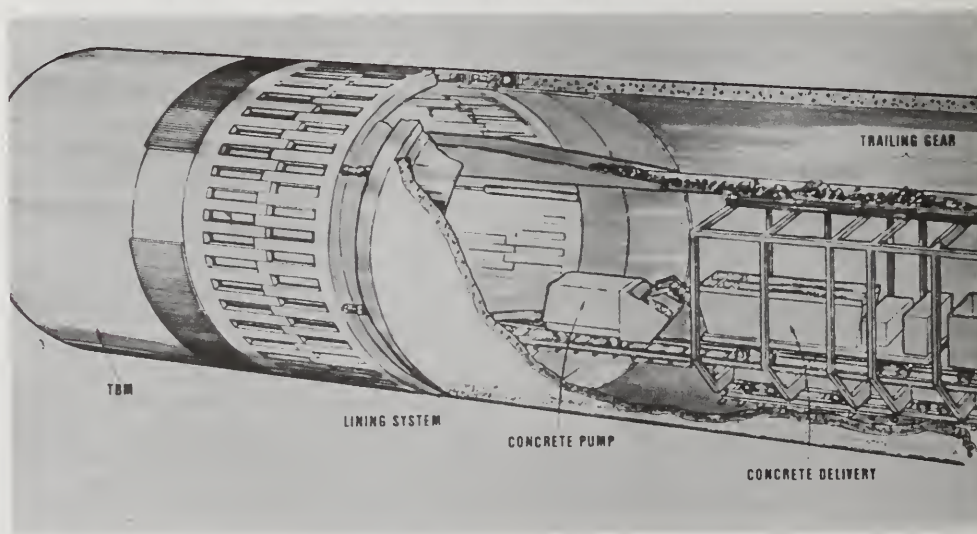 TRAILING GEAR
TBM
LINING SYSTEM
CONCRETE PUMP
CONCRETE DELIVERY